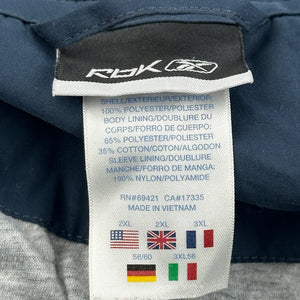 RBK
SHELL/EXTERIEUR/EXTERIOR:
100% POLYESTER/POLIESTER
BODY LINING/DOUBLURE DU
CORPS/FORRO DE CUERPO:
65% POLYESTER/POLIESTER
35% COTTON/COTON/ALGODON
SLEEVE LINING/DOUBLURE DU
MANCHE/FORRO DE MANGA:
100% NYLON/POLYAMIDE
RN#69421 CA#17335
MADE IN VIETNAM
2XL 2XL 3XL
58/60 3XL56